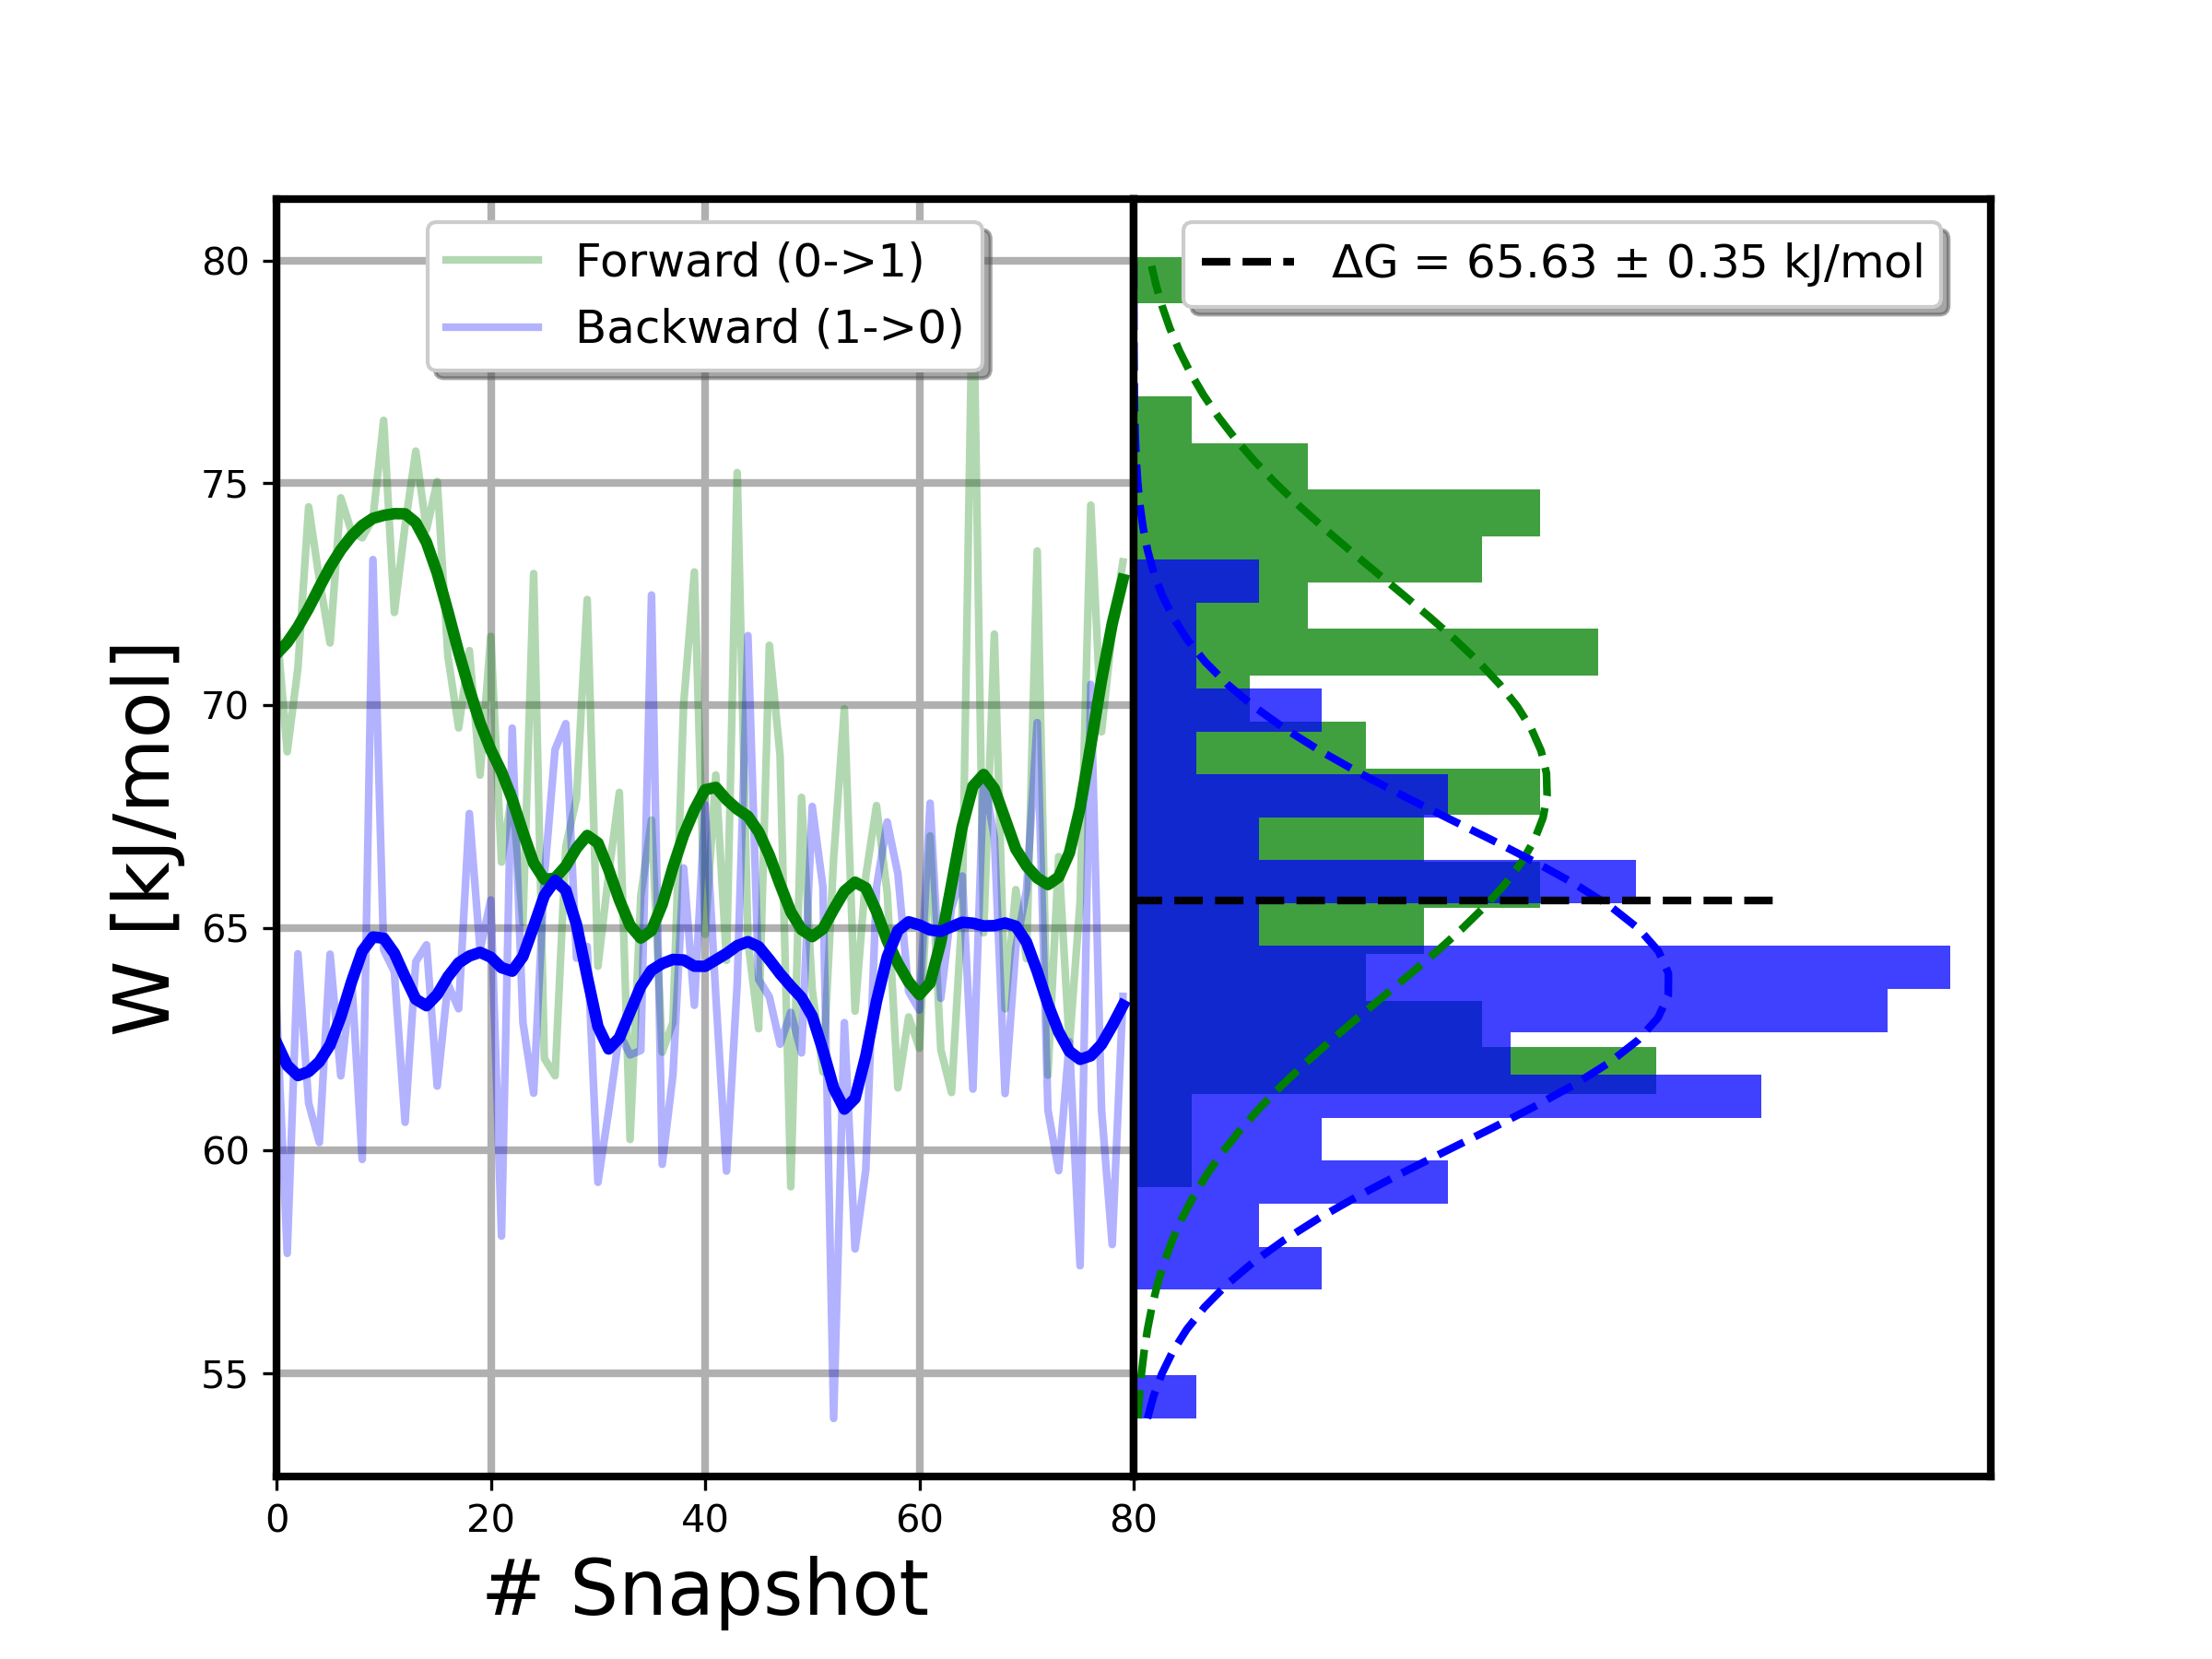 Forward (0->1)
Backward (1->0)
ΔG = 65.63 ± 0.35 kJ/mol
80
75
70
65
60
55
W [kJ/mol]
0
20
40
60
80
# Snapshot